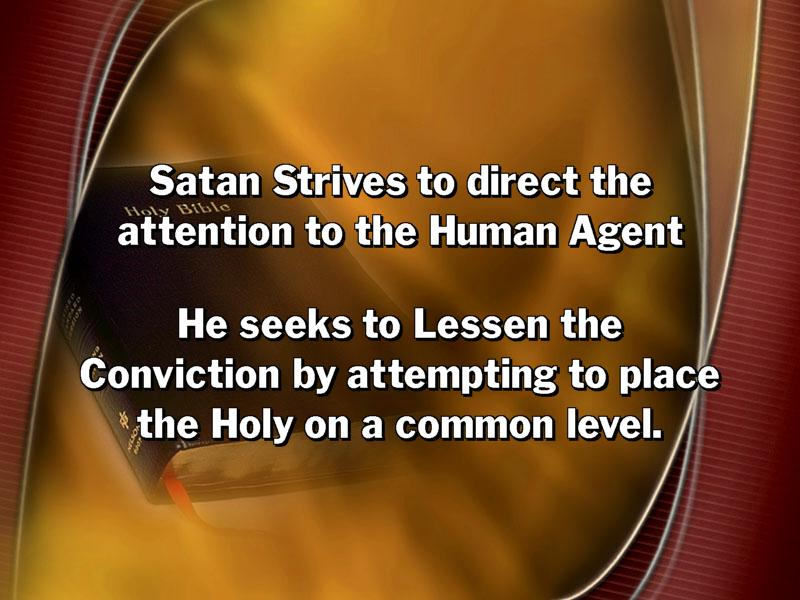 Satan Strives to direct the
Holy Bible
attention to the Human Agent
He seeks to Lessen the
Conviction by attempting to place
the Holy on a common level.